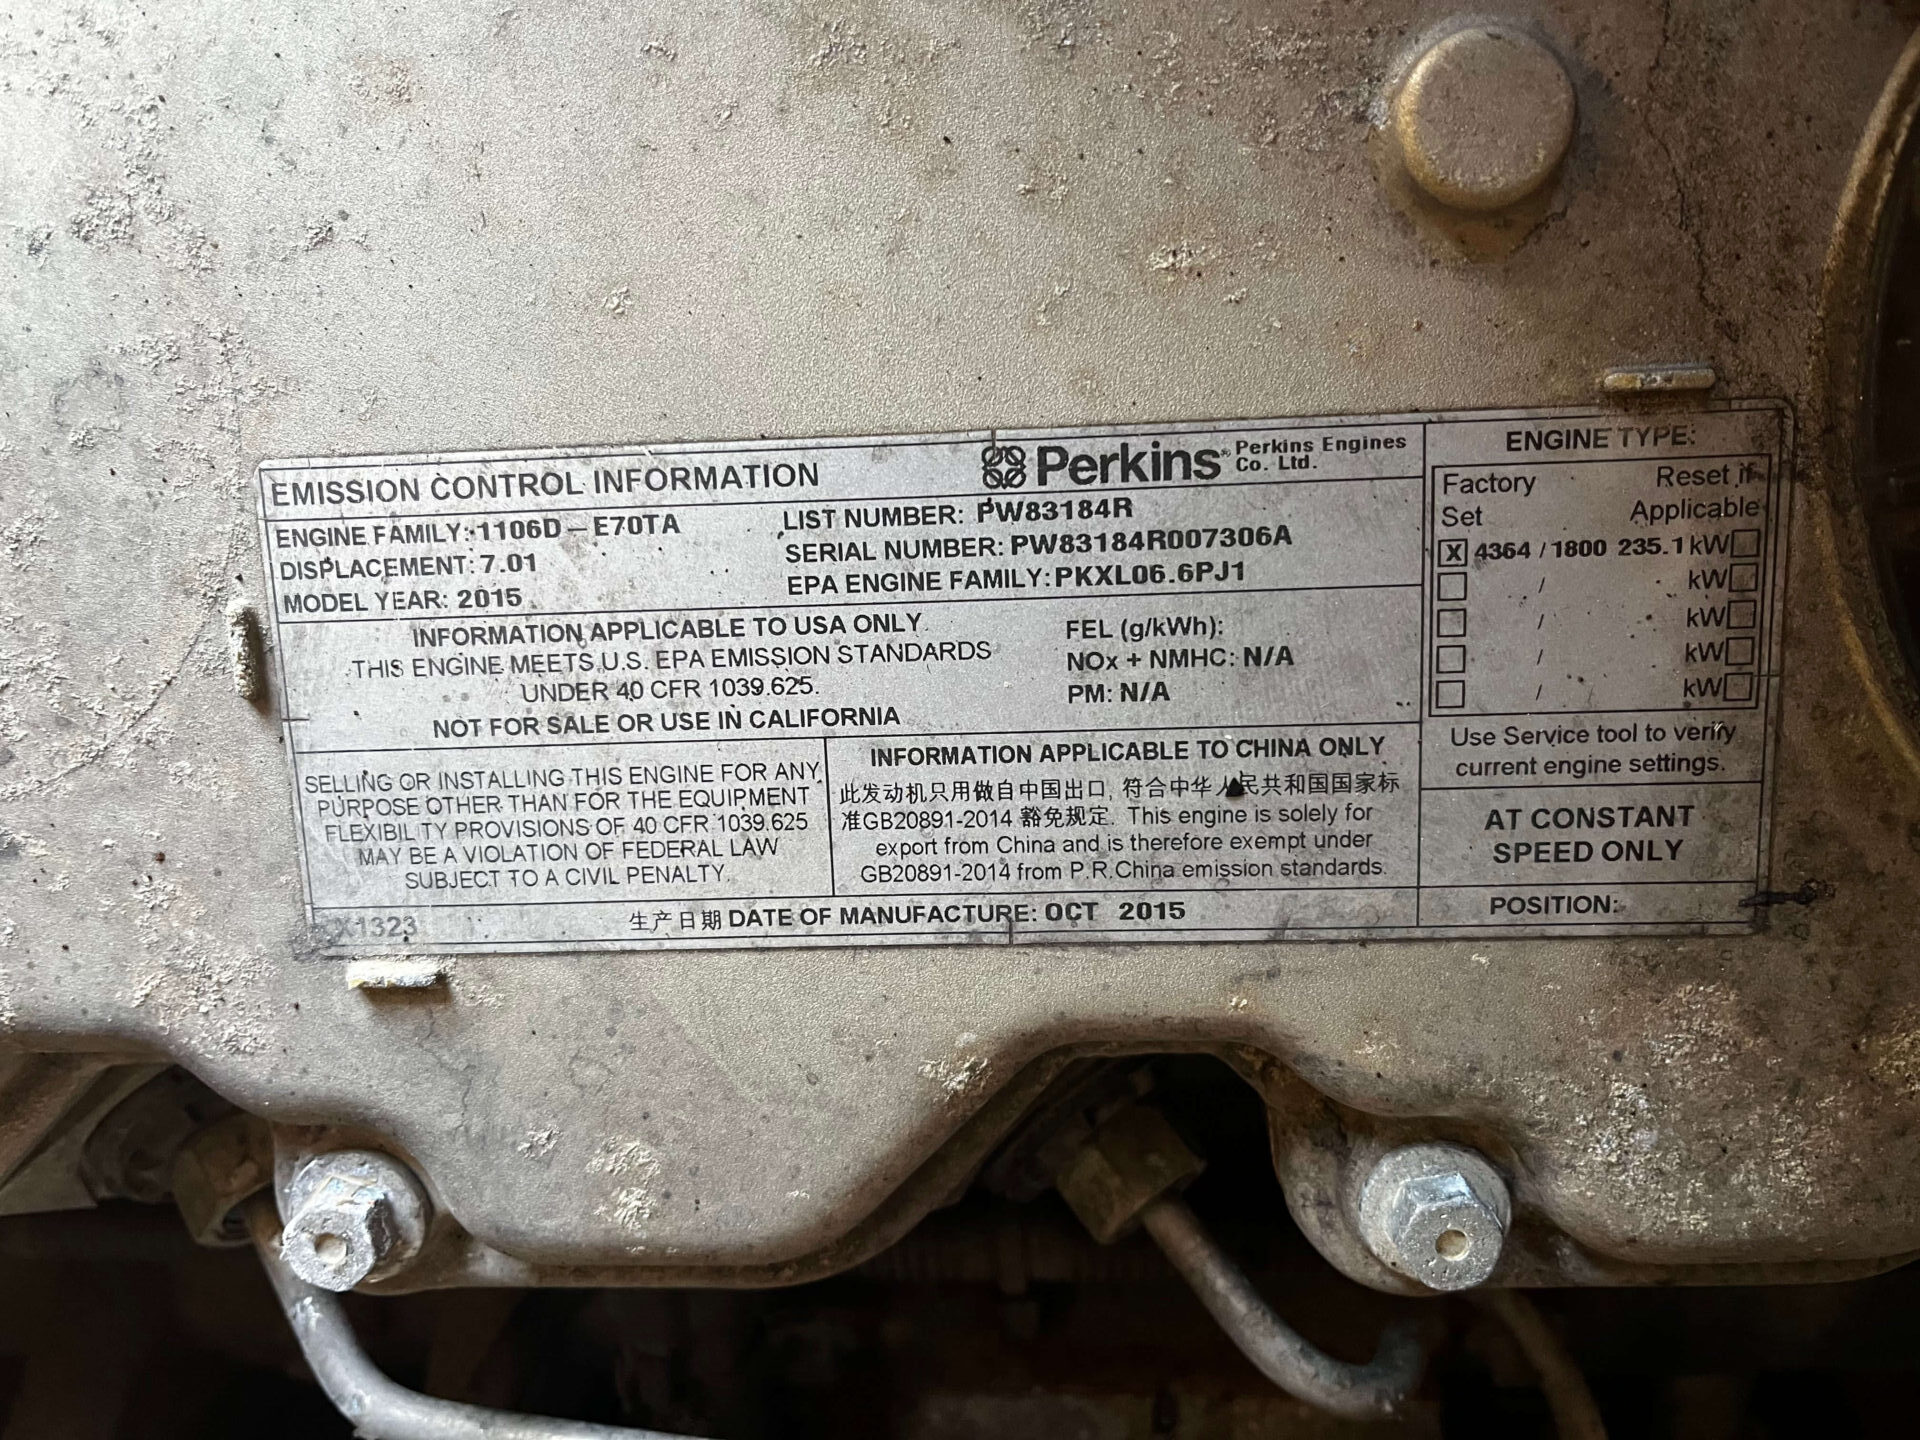 EMISSION CONTROL INFORMATION
Perkins® Perkins Engines
Co. Ltd.
ENGINE FAMILY: 1106D-E70TA
DISPLACEMENT: 7.01
MODEL YEAR: 2015
LIST NUMBER: PW83184R
SERIAL NUMBER: PW83184R007306A
EPA ENGINE FAMILY: PKXL06.6PJ1
INFORMATION APPLICABLE TO USA ONLY
THIS ENGINE MEETS U.S. EPA EMISSION STANDARDS
UNDER 40 CFR 1039.625.
NOT FOR SALE OR USE IN CALIFORNIA
FEL (g/kWh):
NOx + NMHC: N/A
PM: N/A
SELLING OR INSTALLING THIS ENGINE FOR ANY
PURPOSE OTHER THAN FOR THE EQUIPMENT
FLEXIBILITY PROVISIONS OF 40 CFR 1039.625
MAY BE A VIOLATION OF FEDERAL LAW
SUBJECT TO A CIVIL PENALTY.
INFORMATION APPLICABLE TO CHINA ONLY
此发动机只用做自中国出口, 符合中华人民共和国国家标
准GB20891-2014 豁免规定. This engine is solely for
export from China and is therefore exempt under
GB20891-2014 from P.R.China emission standards.
X1323
生产日期 DATE OF MANUFACTURE: OCT 2015
ENGINE TYPE:
Factory Reset if
Set Applicable
X 4364 / 1800 235.1 kW
/ kW
/ kW
/ kW
/ kW
Use Service tool to verify
current engine settings.
AT CONSTANT
SPEED ONLY
POSITION: